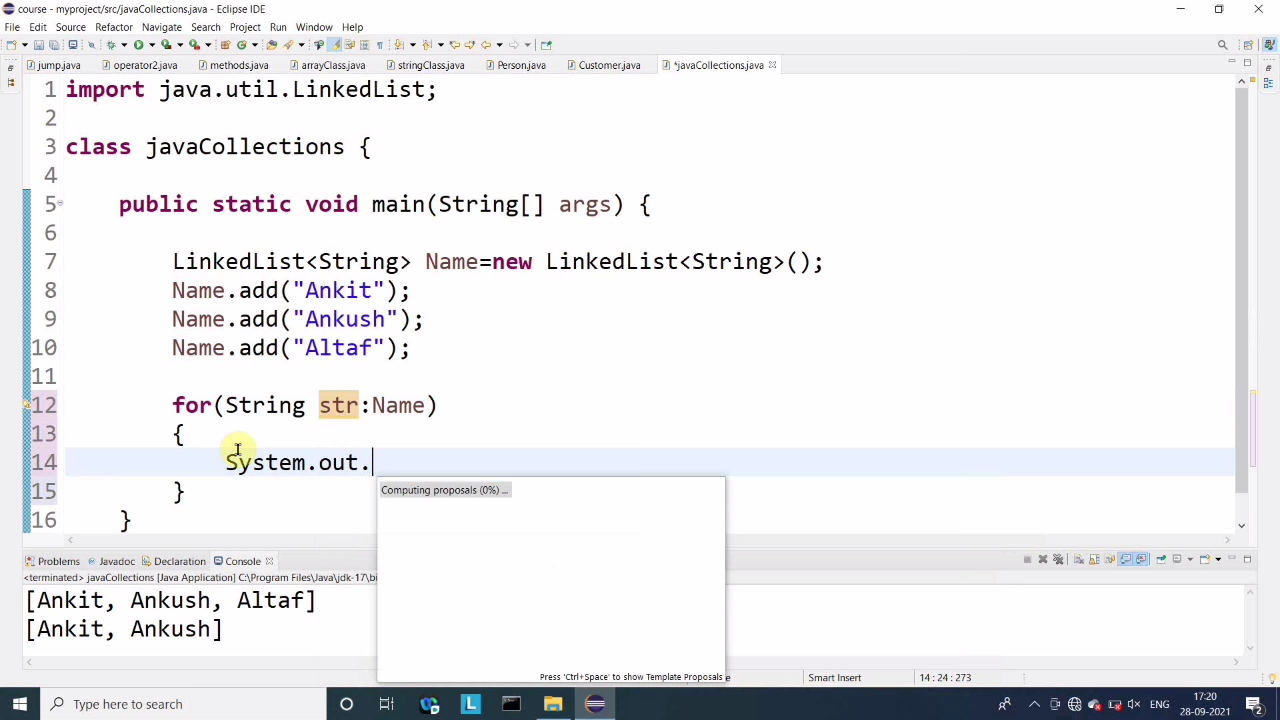 course - myproject/src/javaCollections.java - Eclipse IDE
File Edit Source Refactor Navigate Search Project Run Window Help
jump.java operator2.java methods.java arrayClass.java stringClass.java Person.java Customer.java *javaCollections.java
1 import java.util.LinkedList;
2
3 class javaCollections {
4
5 public static void main(String[] args) {
6
7 LinkedList<String> Name=new LinkedList<String>();
8 Name.add("Ankit");
9 Name.add("Ankush");
10 Name.add("Altaf");
11
12 for(String str:Name)
13 {
14 System.out.
15 }
16 }
Computing proposals (0%) ...
Press 'Ctrl+Space' to show Template Proposals
Problems Javadoc Declaration Console
<terminated> javaCollections [Java Application] C:\Program Files\Java\jdk-17\bi
[Ankit, Ankush, Altaf]
[Ankit, Ankush]
Smart Insert 14 : 24 : 273
Type here to search
L
ENG
17:20
28-09-2021
2